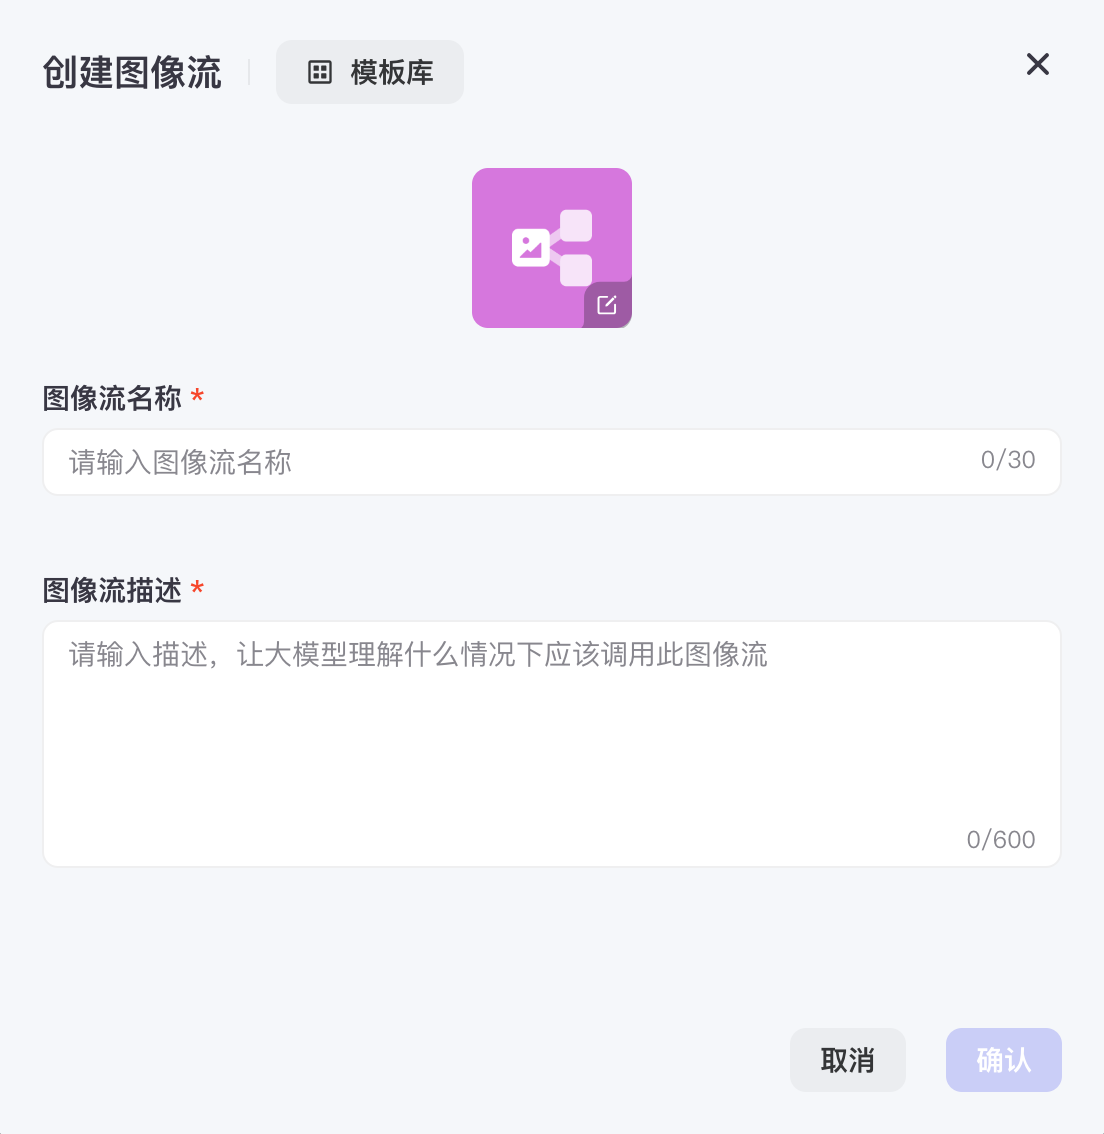 创建图像流
模板库
图像流名称 *
请输入图像流名称
0/30
图像流描述 *
请输入描述，让大模型理解什么情况下应该调用此图像流
0/600
取消
确认